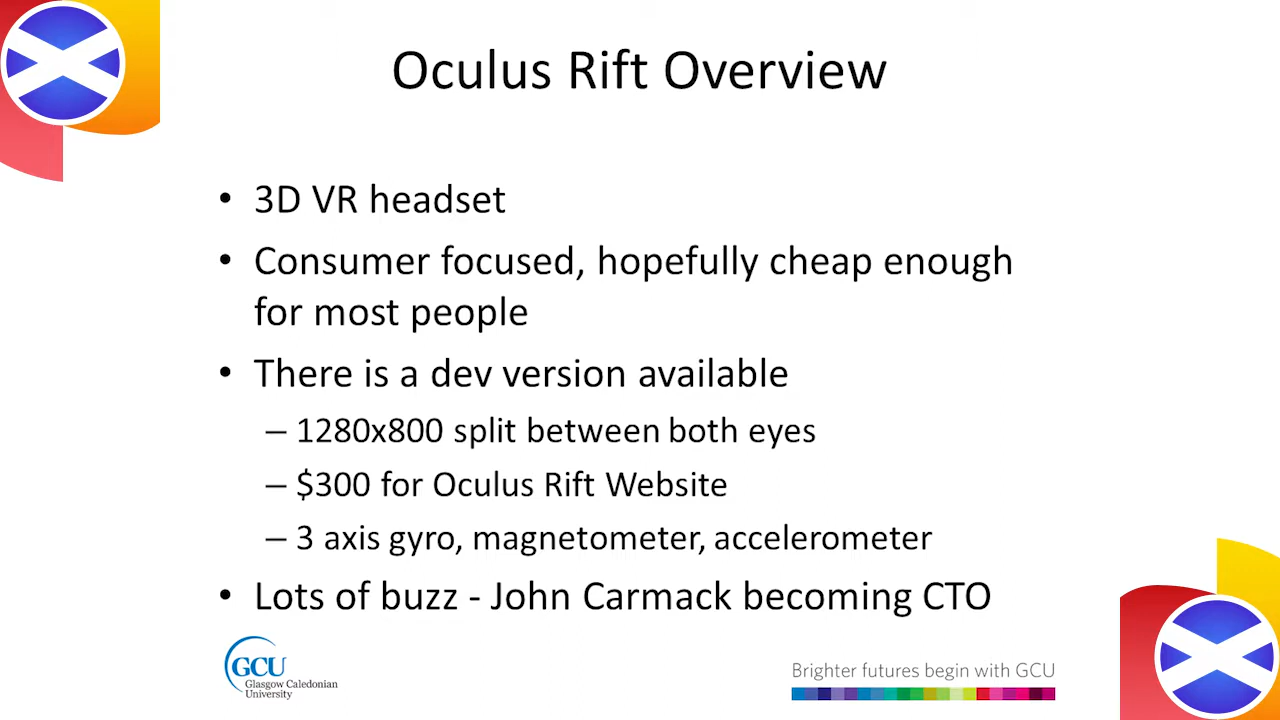 Oculus Rift Overview
• 3D VR headset
• Consumer focused, hopefully cheap enough
for most people
• There is a dev version available
– 1280x800 split between both eyes
– $300 for Oculus Rift Website
– 3 axis gyro, magnetometer, accelerometer
• Lots of buzz - John Carmack becoming CTO
GCU
Glasgow Caledonian
University
Brighter futures begin with GCU